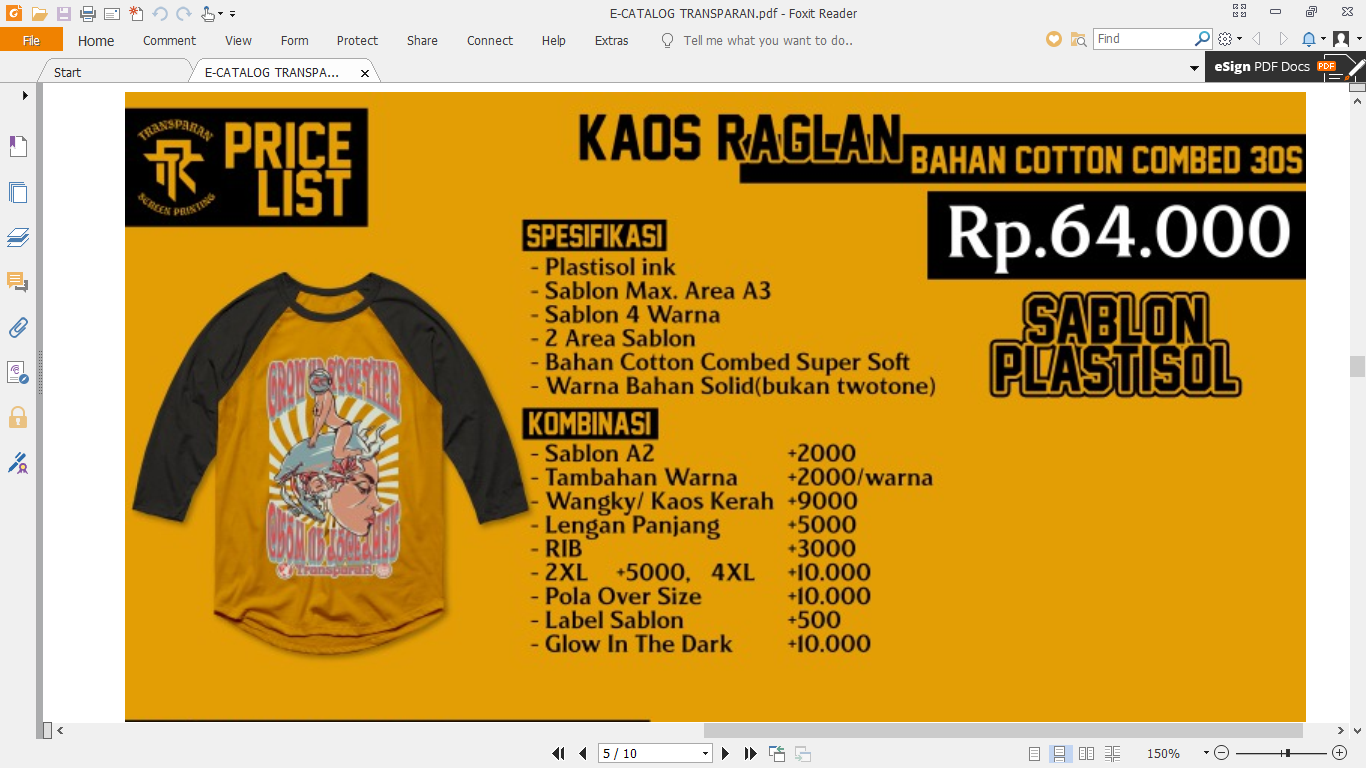 E-CATALOG TRANSPARAN.pdf - Foxit Reader
File Home Comment View Form Protect Share Connect Help Extras Tell me what you want to do.. Find
Start E-CATALOG TRANSPA... eSign PDF Docs PDF
TRANSPARAN
SCREEN PRINTING
PRICE
LIST
KAOS RAGLAN
BAHAN COTTON COMBED 30S
Rp.64.000
SABLON
PLASTISOL
SPESIFIKASI
- Plastisol ink
- Sablon Max. Area A3
- Sablon 4 Warna
- 2 Area Sablon
- Bahan Cotton Combed Super Soft
- Warna Bahan Solid(bukan twotone)
KOMBINASI
- Sablon A2 +2000
- Tambahan Warna +2000/warna
- Wangky/ Kaos Kerah +9000
- Lengan Panjang +5000
- RIB +3000
- 2XL +5000, 4XL +10.000
- Pola Over Size +10.000
- Label Sablon +500
- Glow In The Dark +10.000
GROW UP TOGETHER
GROW UP TOGETHER
TransparaN
5 / 10 150%